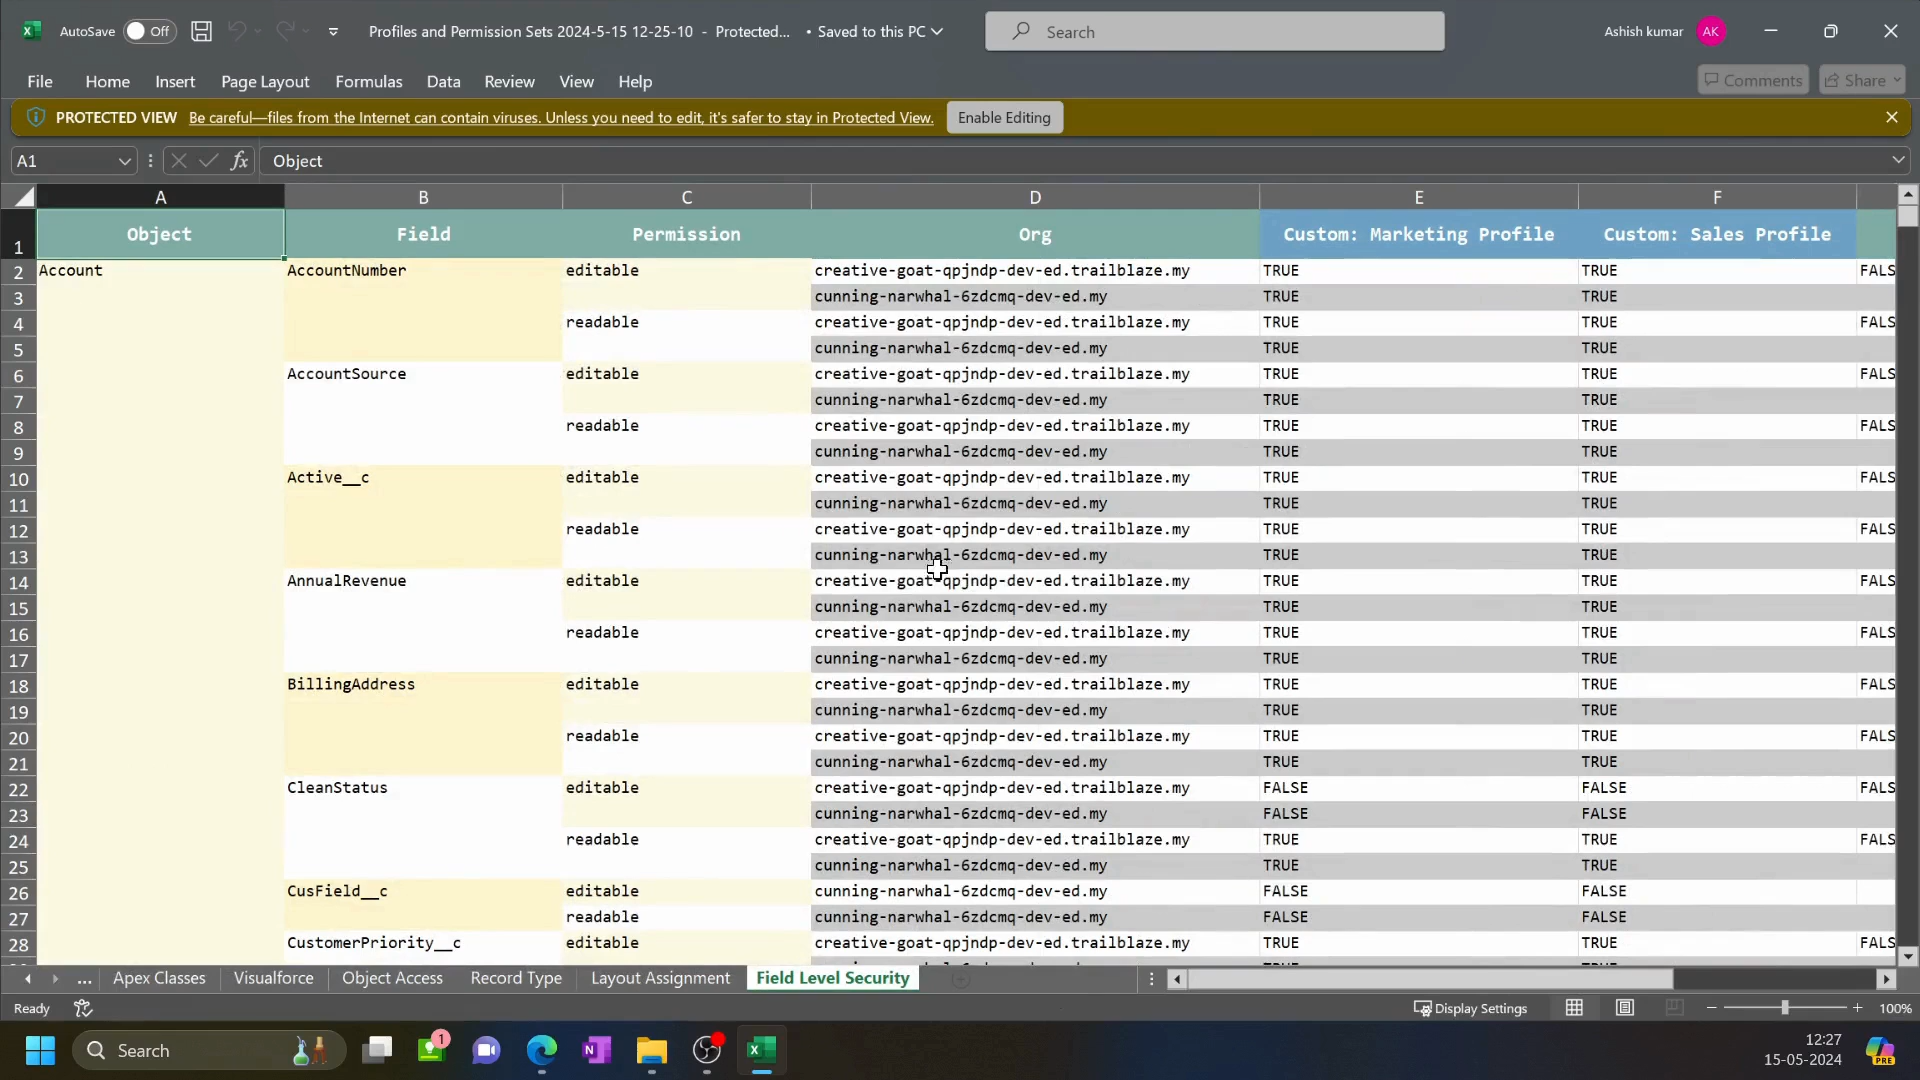 AutoSave Off Profiles and Permission Sets 2024-5-15 12-25-10 - Protected... • Saved to this PC Search Ashish kumar AK
File Home Insert Page Layout Formulas Data Review View Help Comments Share
PROTECTED VIEW Be careful—files from the Internet can contain viruses. Unless you need to edit, it's safer to stay in Protected View. Enable Editing
A1 fx Object
A B C D E F
1 Object Field Permission Org Custom: Marketing Profile Custom: Sales Profile
2 Account AccountNumber editable creative-goat-qpjndp-dev-ed.trailblaze.my TRUE TRUE FALS
3 cunning-narwhal-6zdcmq-dev-ed.my TRUE TRUE
4 readable creative-goat-qpjndp-dev-ed.trailblaze.my TRUE TRUE FALS
5 cunning-narwhal-6zdcmq-dev-ed.my TRUE TRUE
6 AccountSource editable creative-goat-qpjndp-dev-ed.trailblaze.my TRUE TRUE FALS
7 cunning-narwhal-6zdcmq-dev-ed.my TRUE TRUE
8 readable creative-goat-qpjndp-dev-ed.trailblaze.my TRUE TRUE FALS
9 cunning-narwhal-6zdcmq-dev-ed.my TRUE TRUE
10 Active__c editable creative-goat-qpjndp-dev-ed.trailblaze.my TRUE TRUE FALS
11 cunning-narwhal-6zdcmq-dev-ed.my TRUE TRUE
12 readable creative-goat-qpjndp-dev-ed.trailblaze.my TRUE TRUE FALS
13 cunning-narwhal-6zdcmq-dev-ed.my TRUE TRUE
14 AnnualRevenue editable creative-goat-qpjndp-dev-ed.trailblaze.my TRUE TRUE FALS
15 cunning-narwhal-6zdcmq-dev-ed.my TRUE TRUE
16 readable creative-goat-qpjndp-dev-ed.trailblaze.my TRUE TRUE FALS
17 cunning-narwhal-6zdcmq-dev-ed.my TRUE TRUE
18 BillingAddress editable creative-goat-qpjndp-dev-ed.trailblaze.my TRUE TRUE FALS
19 cunning-narwhal-6zdcmq-dev-ed.my TRUE TRUE
20 readable creative-goat-qpjndp-dev-ed.trailblaze.my TRUE TRUE FALS
21 cunning-narwhal-6zdcmq-dev-ed.my TRUE TRUE
22 CleanStatus editable creative-goat-qpjndp-dev-ed.trailblaze.my FALSE FALSE FALS
23 cunning-narwhal-6zdcmq-dev-ed.my FALSE FALSE
24 readable creative-goat-qpjndp-dev-ed.trailblaze.my TRUE TRUE FALS
25 cunning-narwhal-6zdcmq-dev-ed.my TRUE TRUE
26 CusField__c editable cunning-narwhal-6zdcmq-dev-ed.my FALSE FALSE
27 readable cunning-narwhal-6zdcmq-dev-ed.my FALSE FALSE
28 CustomerPriority__c editable creative-goat-qpjndp-dev-ed.trailblaze.my TRUE TRUE FALS
... Apex Classes Visualforce Object Access Record Type Layout Assignment Field Level Security
Ready Display Settings 100%
Search 1 N 12:27
15-05-2024 PRE